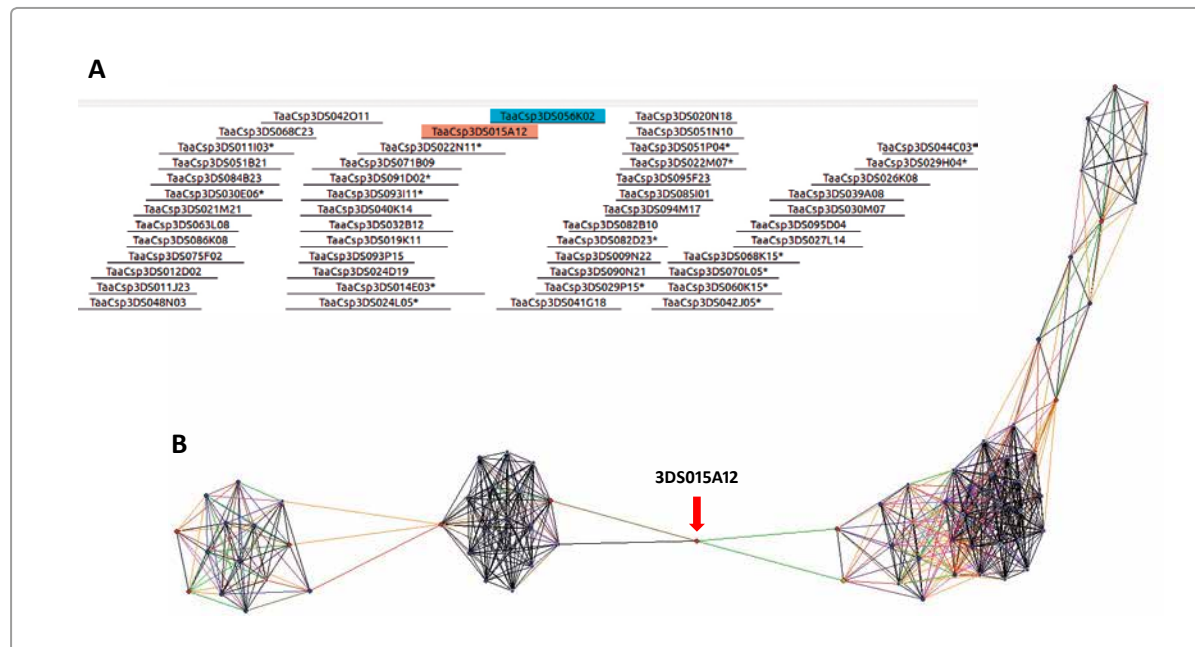 A
TaaCsp3DS042O11 TaaCsp3DS056K02 TaaCsp3DS020N18
TaaCsp3DS068C23 TaaCsp3DS015A12 TaaCsp3DS051N10
TaaCsp3DS011I03* TaaCsp3DS022N11* TaaCsp3DS051P04* TaaCsp3DS044C03*
TaaCsp3DS051B21 TaaCsp3DS071B09 TaaCsp3DS022M07* TaaCsp3DS029H04*
TaaCsp3DS084B23 TaaCsp3DS091D02* TaaCsp3DS095F23 TaaCsp3DS026K08
TaaCsp3DS030E06* TaaCsp3DS093I11* TaaCsp3DS085I01 TaaCsp3DS039A08
TaaCsp3DS021M21 TaaCsp3DS040K14 TaaCsp3DS094M17 TaaCsp3DS030M07
TaaCsp3DS063L08 TaaCsp3DS032B12 TaaCsp3DS082B10 TaaCsp3DS095D04
TaaCsp3DS086K08 TaaCsp3DS019K11 TaaCsp3DS082D23* TaaCsp3DS027L14
TaaCsp3DS075F02 TaaCsp3DS093P15 TaaCsp3DS009N22 TaaCsp3DS068K15*
TaaCsp3DS012D02 TaaCsp3DS024D19 TaaCsp3DS090N21 TaaCsp3DS070L05*
TaaCsp3DS011J23 TaaCsp3DS014E03* TaaCsp3DS029P15* TaaCsp3DS060K15*
TaaCsp3DS048N03 TaaCsp3DS024L05* TaaCsp3DS041G18 TaaCsp3DS042J05*
B
3DS015A12